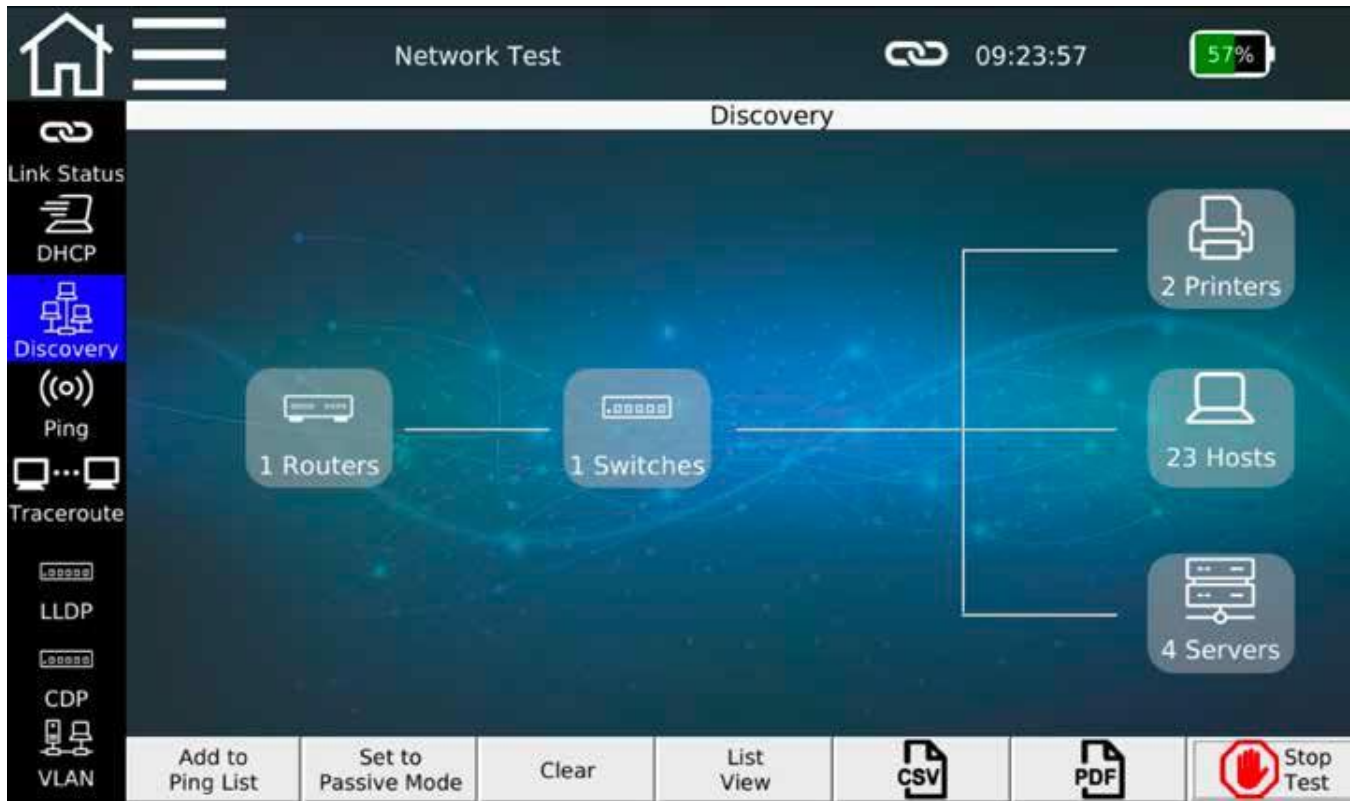 Network Test
09:23:57
57%
Discovery
Link Status
DHCP
Discovery
Ping
Traceroute
LLDP
CDP
VLAN
2 Printers
1 Routers
1 Switches
23 Hosts
4 Servers
Add to
Ping List
Set to
Passive Mode
Clear
List
View
CSV
PDF
Stop
Test